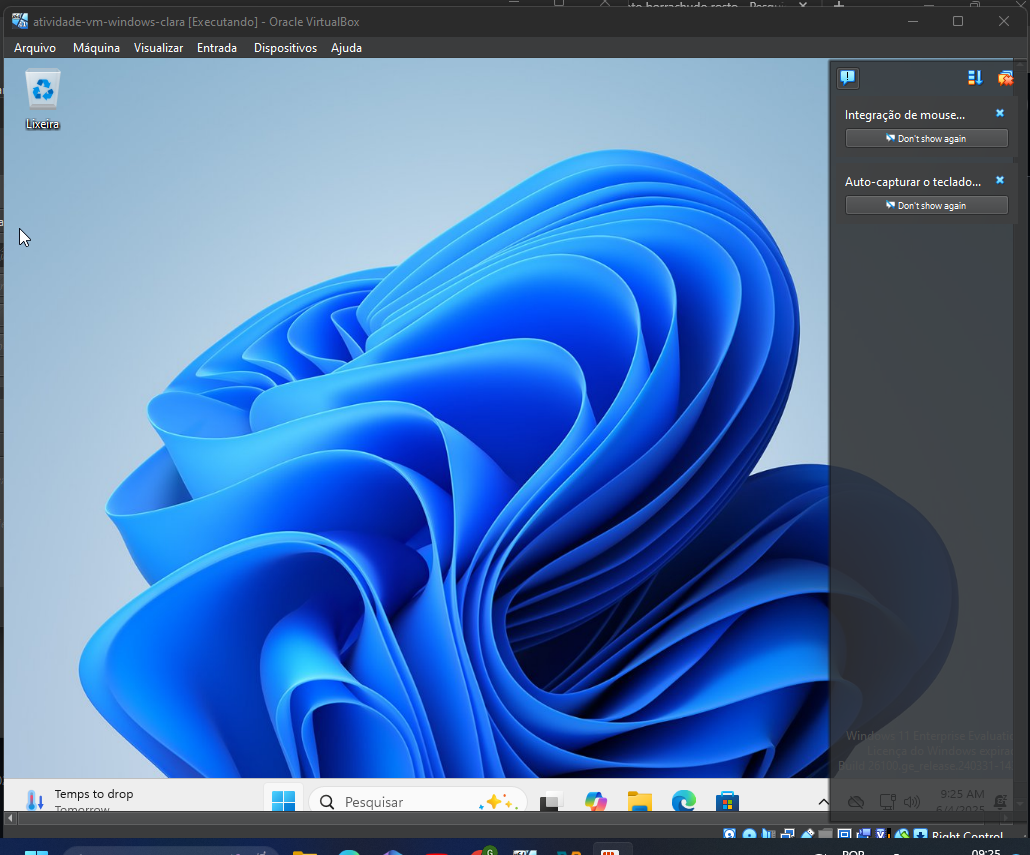 atividade-vm-windows-clara [Executando] - Oracle VirtualBox
Arquivo Máquina Visualizar Entrada Dispositivos Ajuda
Lixeira
Integração de mouse...
Don't show again
Auto-capturar o teclado...
Don't show again
Windows 11 Enterprise Evaluati
Licença do Windows expira
Build 26100.ge_release.240331-14
Temps to drop
Tomorrow
Pesquisar
9:25 AM
6/4/2025
Right Control
POR
09:25